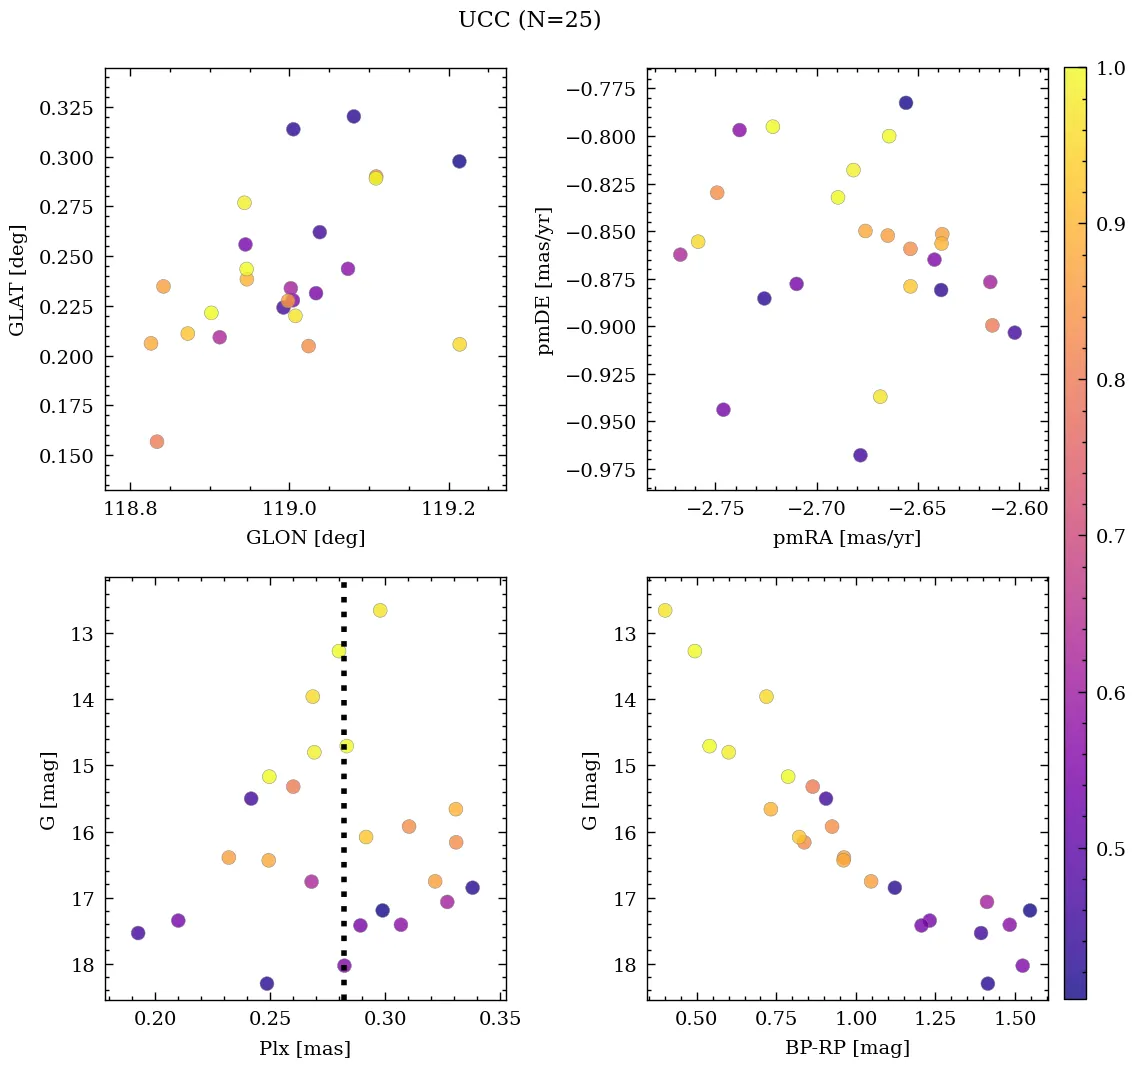 UCC (N=25)
0.325
0.300
0.275
0.250
0.225
0.200
0.175
0.150
GLAT [deg]
118.8 119.0 119.2
GLON [deg]
−0.775
−0.800
−0.825
−0.850
−0.875
−0.900
−0.925
−0.950
−0.975
pmDE [mas/yr]
−2.75 −2.70 −2.65 −2.60
pmRA [mas/yr]
13
14
15
16
17
18
G [mag]
0.20 0.25 0.30 0.35
Plx [mas]
13
14
15
16
17
18
G [mag]
0.50 0.75 1.00 1.25 1.50
BP-RP [mag]
1.0
0.9
0.8
0.7
0.6
0.5